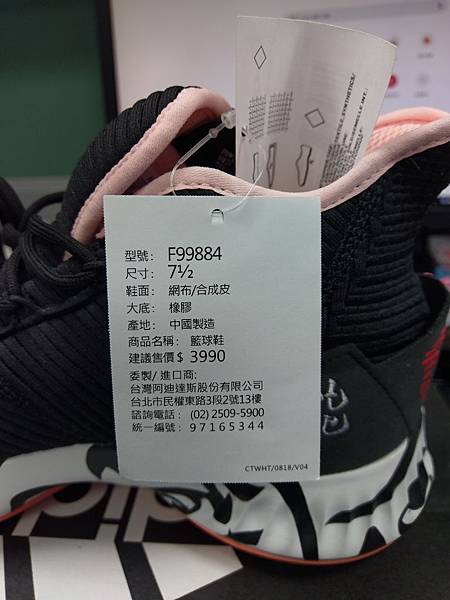 型號: F99884
尺寸: 7½
鞋面: 網布/合成皮
大底: 橡膠
產地: 中國製造
商品名稱: 籃球鞋
建議售價$ 3990
委製/ 進口商:
台灣阿迪達斯股份有限公司
台北市民權東路3段2號13樓
諮詢電話: (02) 2509-5900
統一編號: 97165344
CTWHT/0818/V04